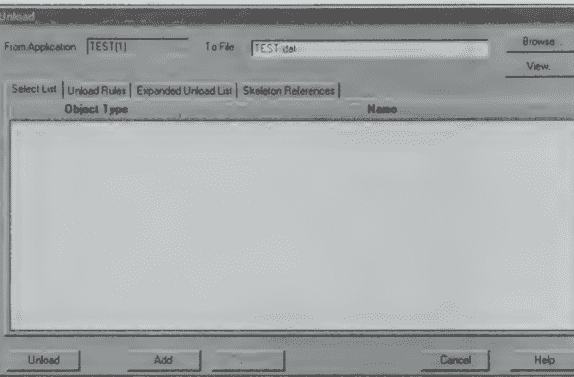 Unload
From Application TEST(1) To File TEST.dat Browse...
View...
Select List Unload Rules Expanded Unload List Skeleton References
Object Type Name
Unload Add Cancel Help